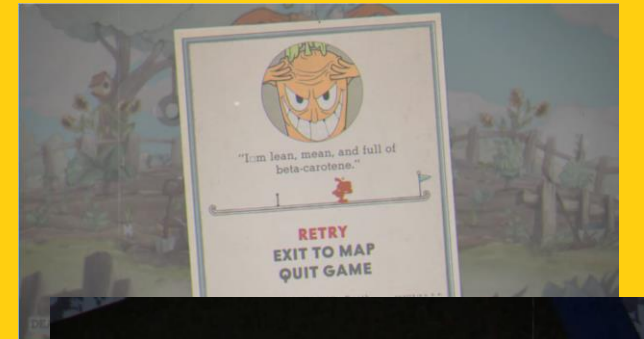 "I□m lean, mean, and full of
beta-carotene."
RETRY
EXIT TO MAP
QUIT GAME